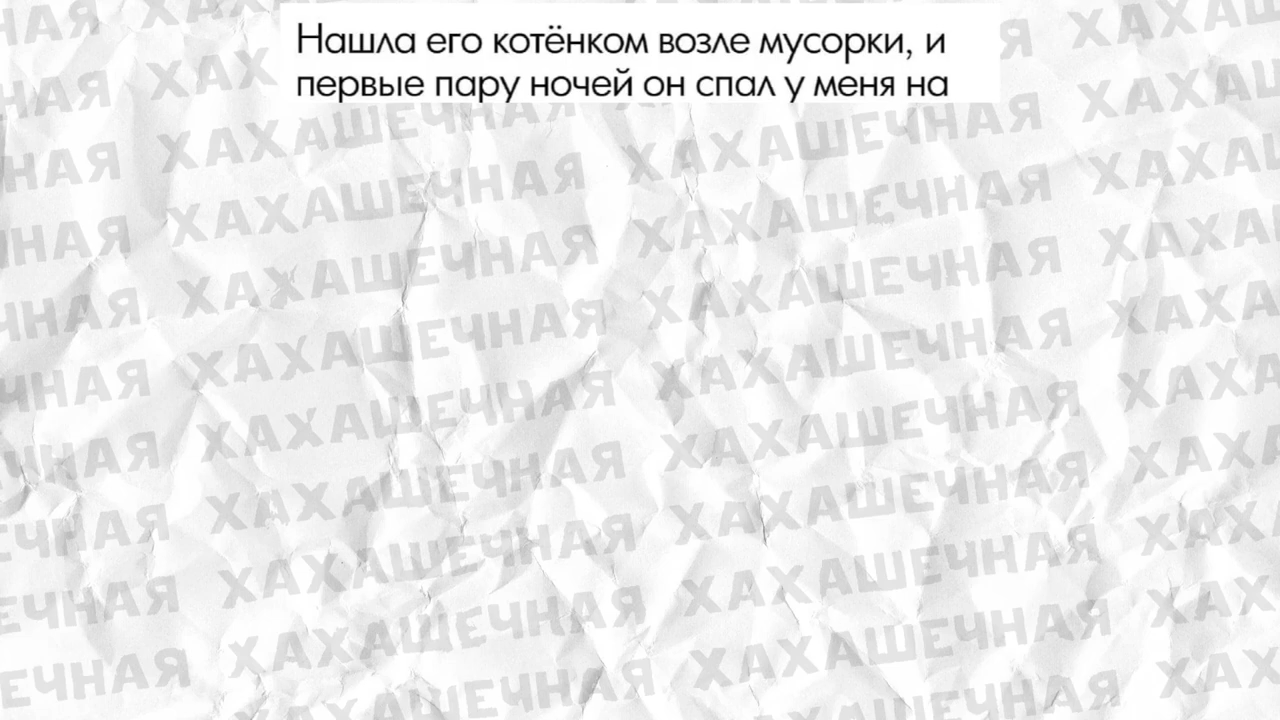 Нашла его котёнком возле мусорки, и
первые пару ночей он спал у меня на
ХАХАШЕЧНАЯ